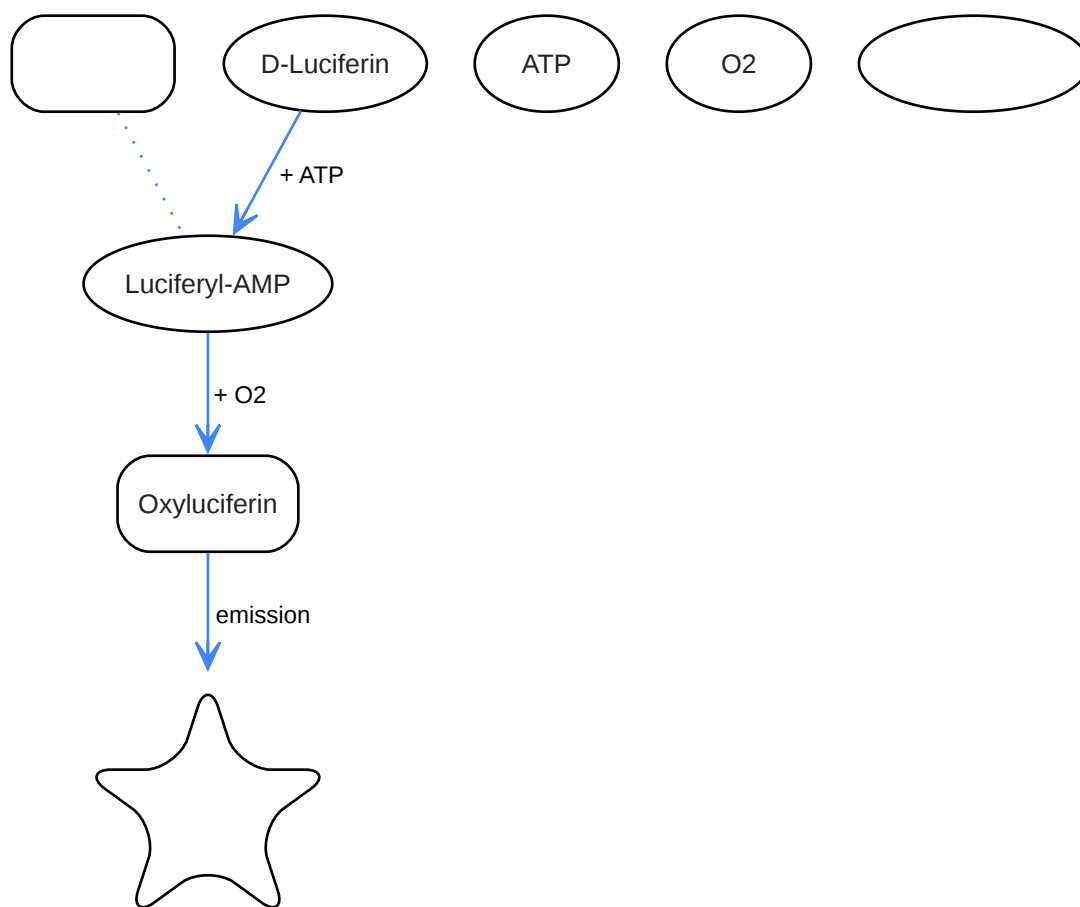 D-Luciferin
ATP
O2
+ ATP
Luciferyl-AMP
+ O2
Oxyluciferin
emission